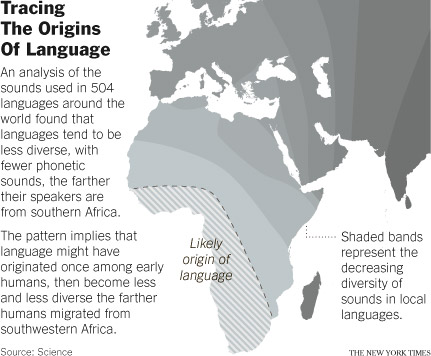 Tracing
The Origins
Of Language
An analysis of the
sounds used in 504
languages around the
world found that
languages tend to be
less diverse, with
fewer phonetic
sounds, the farther
their speakers are
from southern Africa.
The pattern implies that
language might have
originated once among early
humans, then become less
and less diverse the farther
humans migrated from
southwestern Africa.
Likely
origin of
language
Shaded bands
represent the
decreasing
diversity of
sounds in local
languages.
Source: Science
THE NEW YORK TIMES